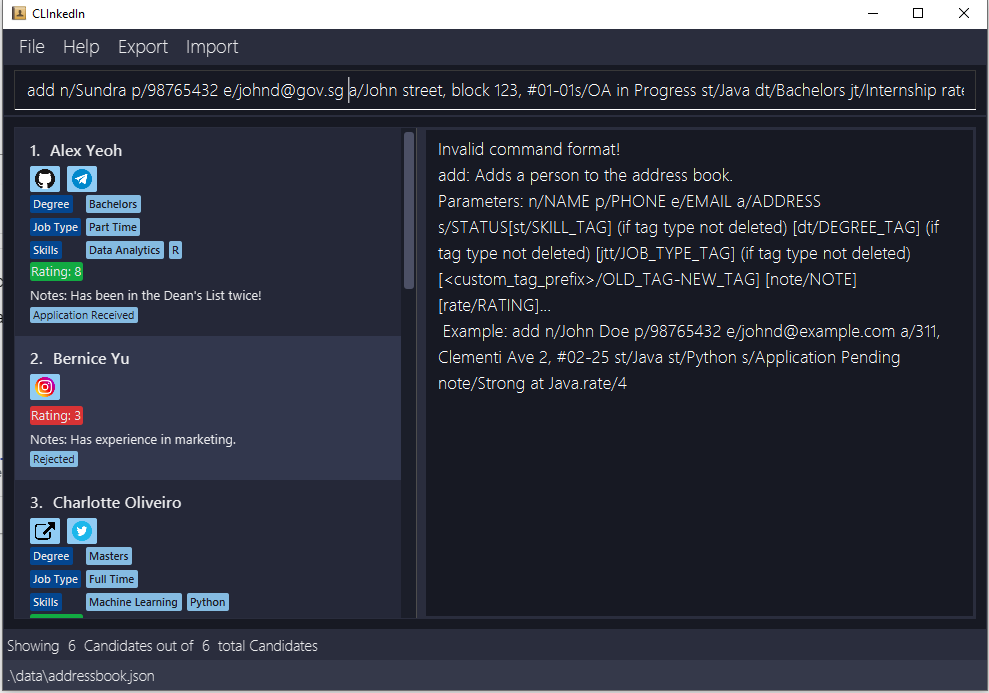 CLInkedIn
File Help Export Import
add n/Sundra p/98765432 e/johnd@gov.sg a/John street, block 123, #01-01s/OA in Progress st/Java dt/Bachelors jt/Internship rate
1. Alex Yeoh
Degree Bachelors
Job Type Part Time
Skills Data Analytics R
Rating: 8
Notes: Has been in the Dean's List twice!
Application Received
2. Bernice Yu
Rating: 3
Notes: Has experience in marketing.
Rejected
3. Charlotte Oliveiro
Degree Masters
Job Type Full Time
Skills Machine Learning Python
Invalid command format!
add: Adds a person to the address book.
Parameters: n/NAME p/PHONE e/EMAIL a/ADDRESS
s/STATUS[st/SKILL_TAG] (if tag type not deleted) [dt/DEGREE_TAG] (if
tag type not deleted) [jtt/JOB_TYPE_TAG] (if tag type not deleted)
[<custom_tag_prefix>/OLD_TAG-NEW_TAG] [note/NOTE]
[rate/RATING]...
Example: add n/John Doe p/98765432 e/johnd@example.com a/311,
Clementi Ave 2, #02-25 st/Java st/Python s/Application Pending
note/Strong at Java.rate/4
Showing 6 Candidates out of 6 total Candidates
.\data\addressbook.json